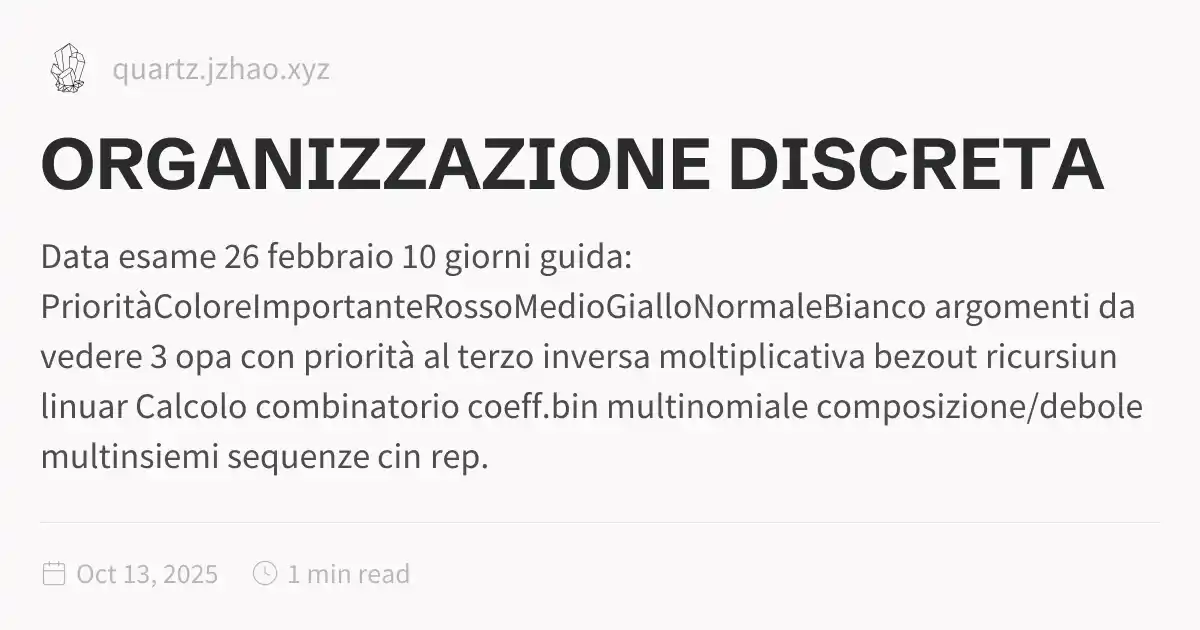 quartz.jzhao.xyz
ORGANIZZAZIONE DISCRETA
Data esame 26 febbraio 10 giorni guida:
PrioritàColoreImportanteRossoMedioGialloNormaleBianco argomenti da
vedere 3 opa con priorità al terzo inversa moltiplicativa bezout ricursiun
linuar Calcolo combinatorio coeff.bin multinomiale composizione/debole
multinsiemi sequenze cin rep.
Oct 13, 2025 1 min read